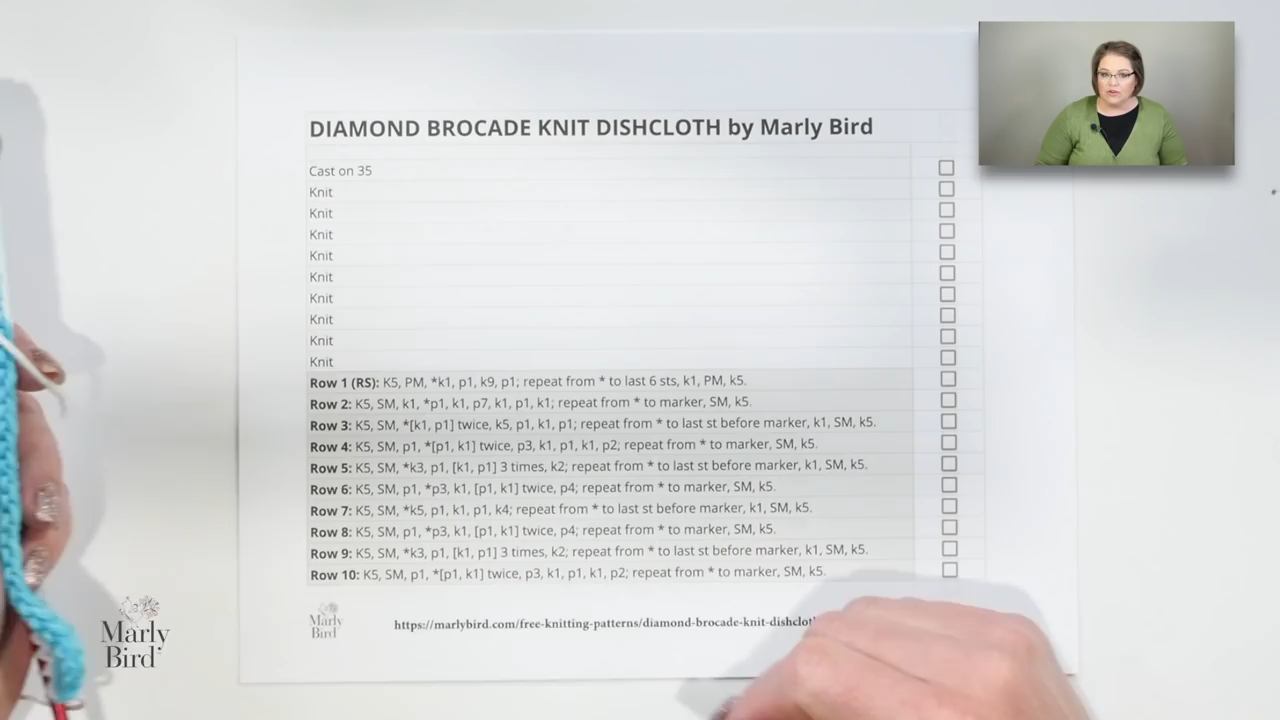 DIAMOND BROCADE KNIT DISHCLOTH by Marly Bird
Cast on 35
Knit
Knit
Knit
Knit
Knit
Knit
Knit
Knit
Knit
Row 1 (RS): K5, PM, *k1, p1, k9, p1; repeat from * to last 6 sts, k1, PM, k5.
Row 2: K5, SM, k1, *p1, k1, p7, k1, p1, k1; repeat from * to marker, SM, k5.
Row 3: K5, SM, *[k1, p1] twice, k5, p1, k1, p1; repeat from * to last st before marker, k1, SM, k5.
Row 4: K5, SM, p1, *[p1, k1] twice, p3, k1, p1, k1, p2; repeat from * to marker, SM, k5.
Row 5: K5, SM, *k3, p1, [k1, p1] 3 times, k2; repeat from * to last st before marker, k1, SM, k5.
Row 6: K5, SM, p1, *p3, k1, [p1, k1] twice, p4; repeat from * to marker, SM, k5.
Row 7: K5, SM, *k5, p1, k1, p1, k4; repeat from * to last st before marker, k1, SM, k5.
Row 8: K5, SM, p1, *p3, k1, [p1, k1] twice, p4; repeat from * to marker, SM, k5.
Row 9: K5, SM, *k3, p1, [k1, p1] 3 times, k2; repeat from * to last st before marker, k1, SM, k5.
Row 10: K5, SM, p1, *[p1, k1] twice, p3, k1, p1, k1, p2; repeat from * to marker, SM, k5.
Marly
Bird
https://marlybird.com/free-knitting-patterns/diamond-brocade-knit-dishclot
Marly
Bird